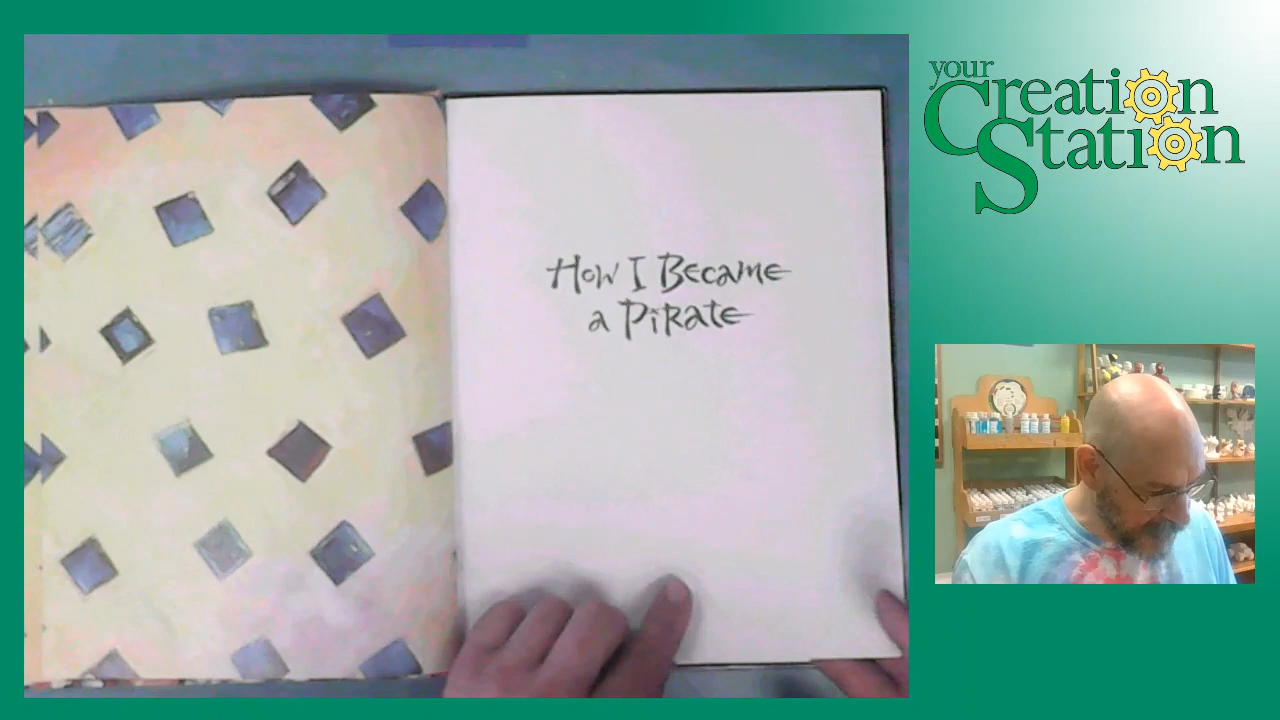 How I Became
a Pirate
your
Creation
Station